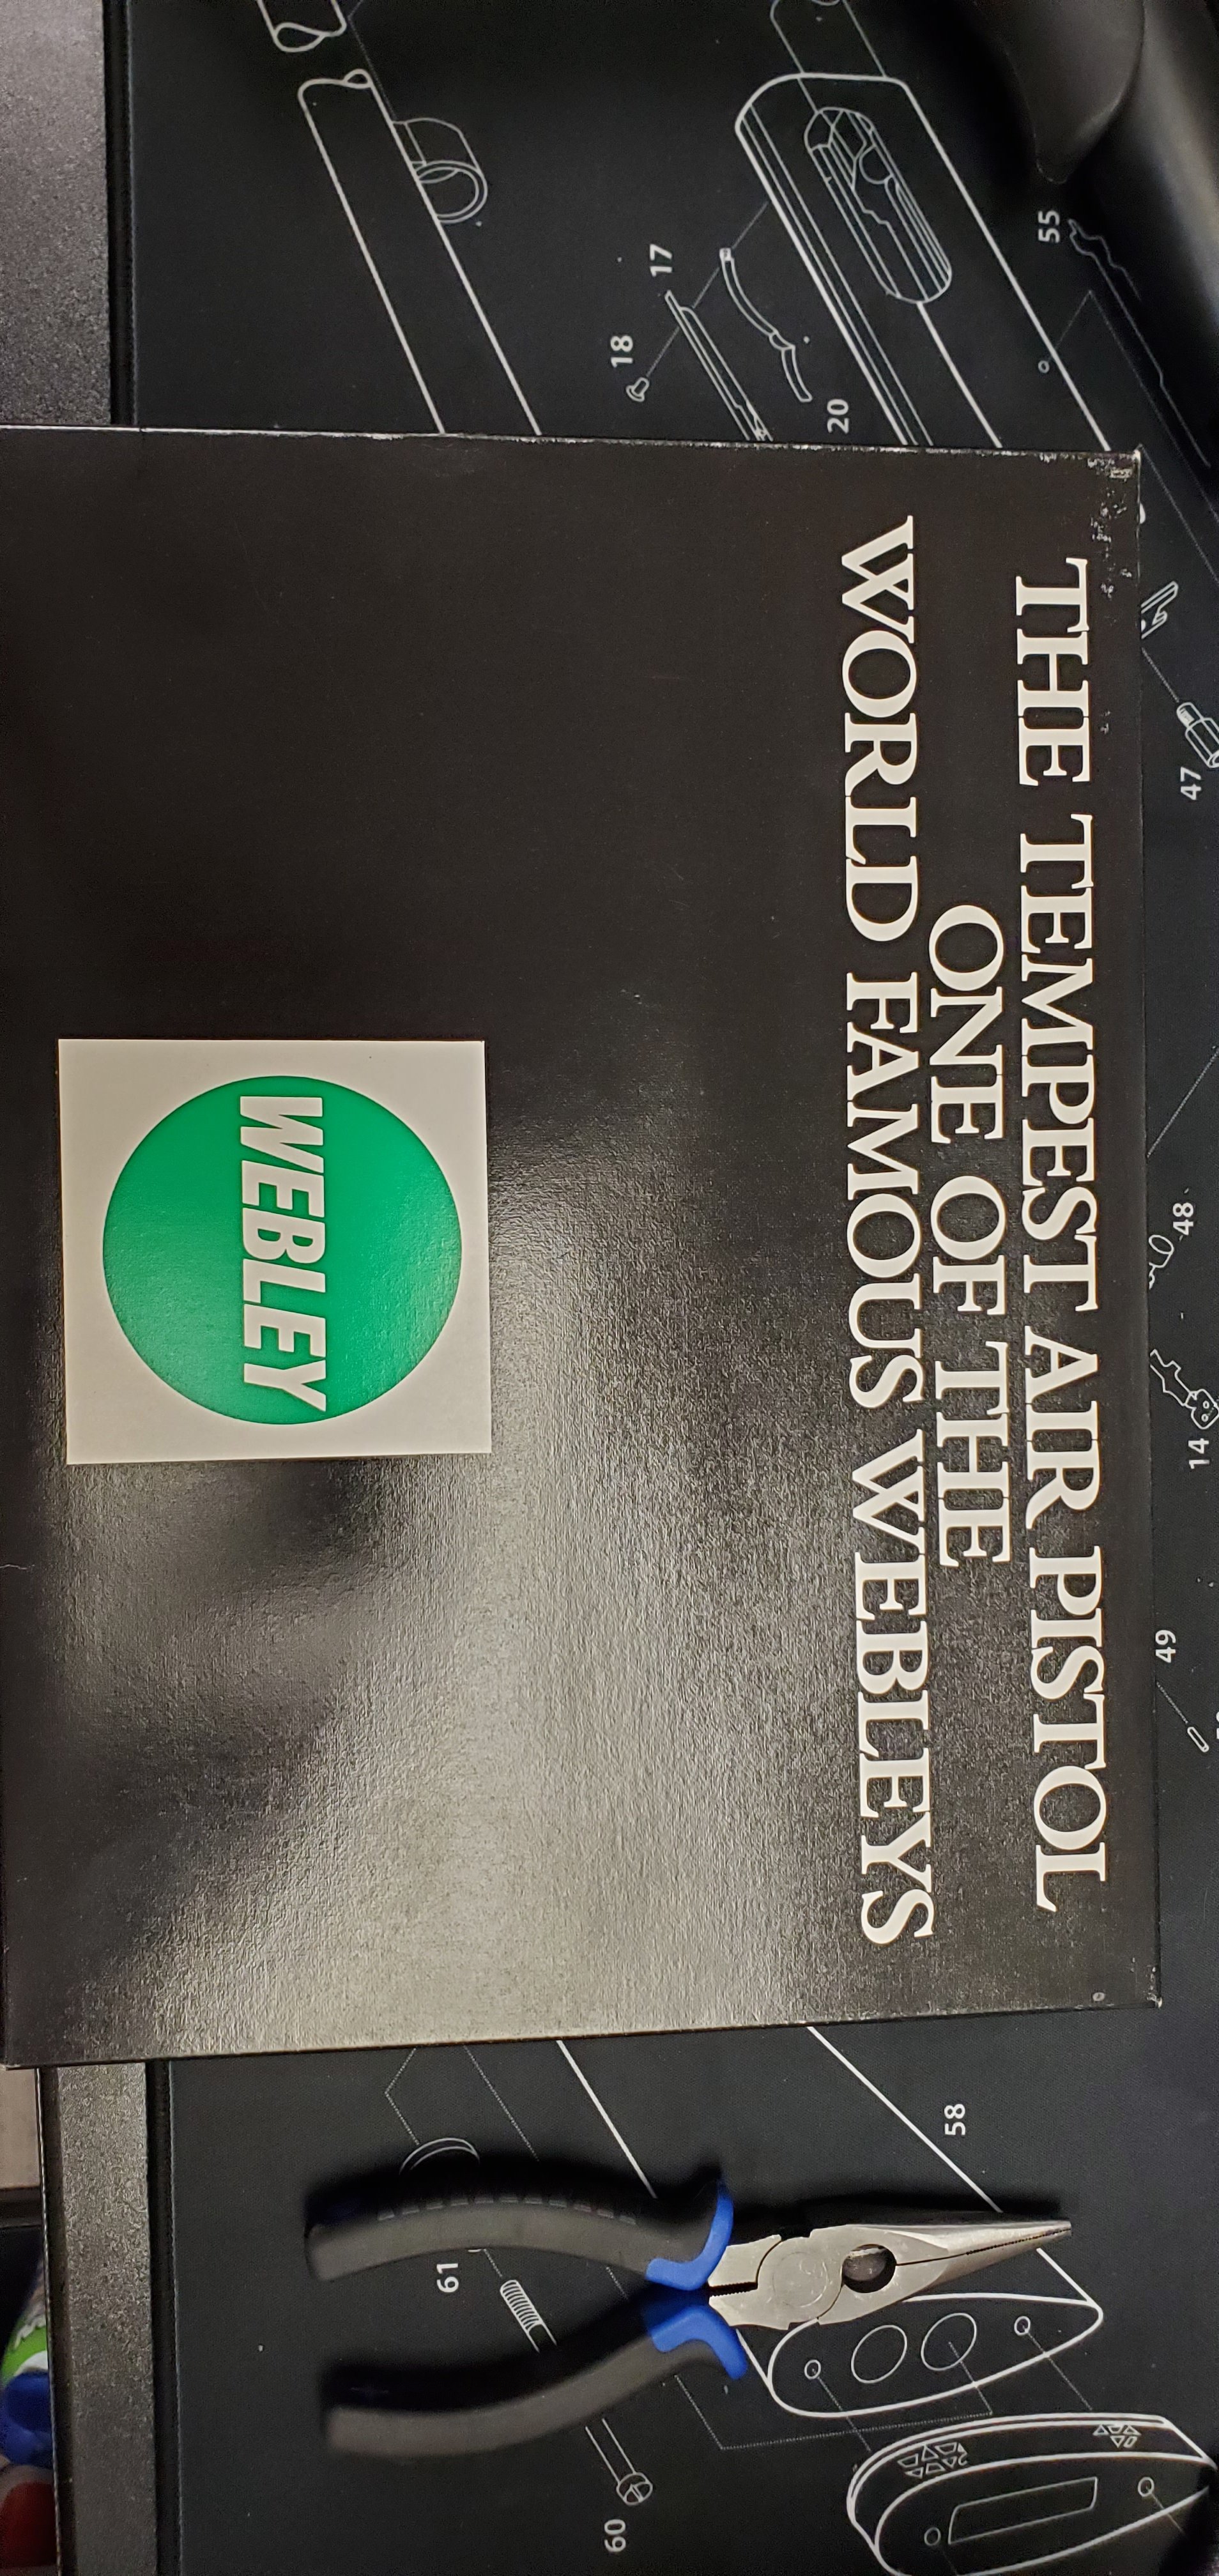 THE TEMPEST AIR PISTOL
ONE OF THE
WORLD FAMOUS WEBLEYS
WEBLEY
17
18
20
55
47
48
14
49
58
61
60